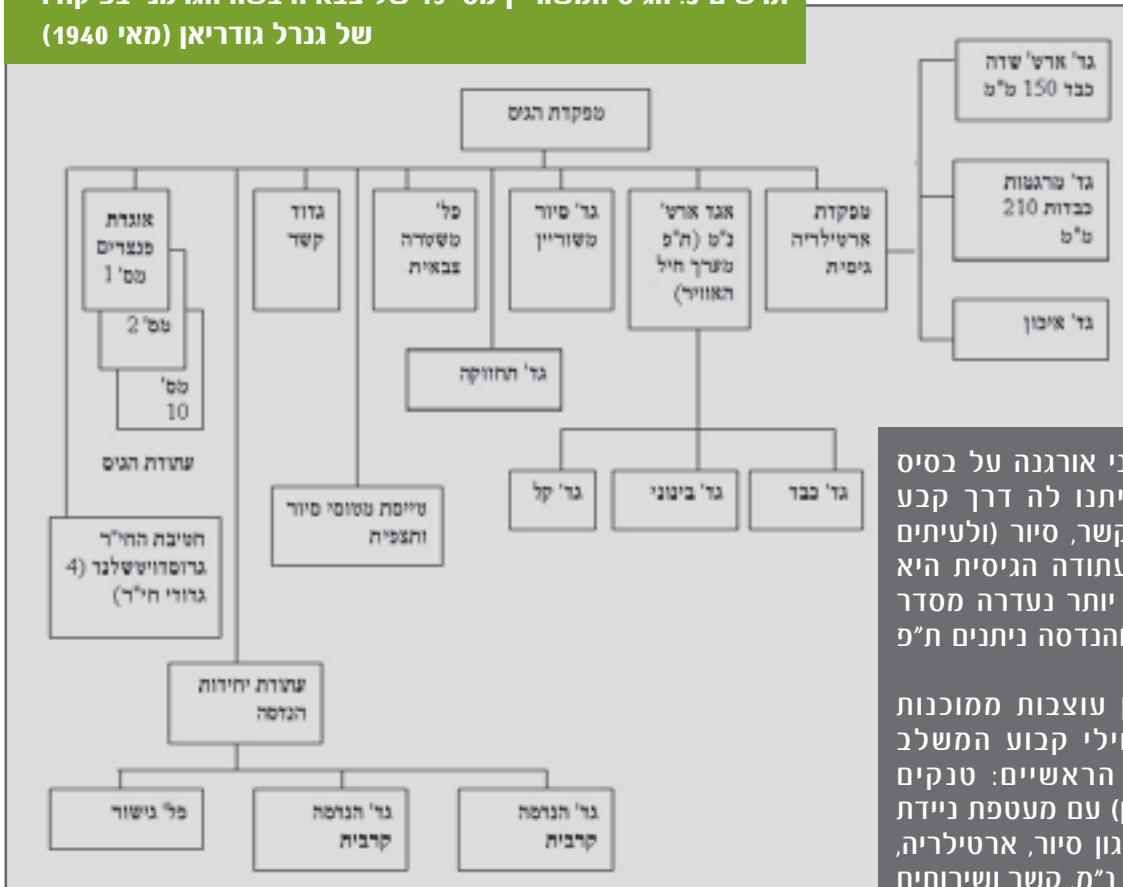 של גנרל גודריאן (מאי 1940)
מפקדת הגיס
גד' ארט' שדה
כבד 150 מ"מ
גד' מרגמות
כבדות 210
מ"מ
גד' איכון
מפקדת
ארטילריה
גיסית
אגד ארט'
נ"מ (ת"פ
מערך חיל
האוויר)
גד' סיור
משוריין
פל'
משטרה
צבאית
גדוד
קשר
אוגדת
פנצרים
מס' 1
מס' 2
מס'
10
גד' תחזוקה
עתודת הגיס
גד' כבד
גד' בינוני
גד' קל
טייסת מטוסי סיור
ותצפית
חטיבת החי"ר
גרוסדויטשלנד (4
גדודי חי"ר)
עתודת יחידות
הנדסה
גד' הנדסה
קרבית
גד' הנדסה
קרבית
פל' גישור
ני אורגנה על בסיס
יתנו לה דרך קבע
קשר, סיור (ולעיתים
עתודה הגיסית היא
יותר נעדרה מסדר
והנדסה ניתנים ת"פ
עוצבות ממוכנות
חילי קבוע המשלב
הראשיים: טנקים
עם מעטפת ניידת
גון סיור, ארטילריה,
נ"מ, קשר ושירותים